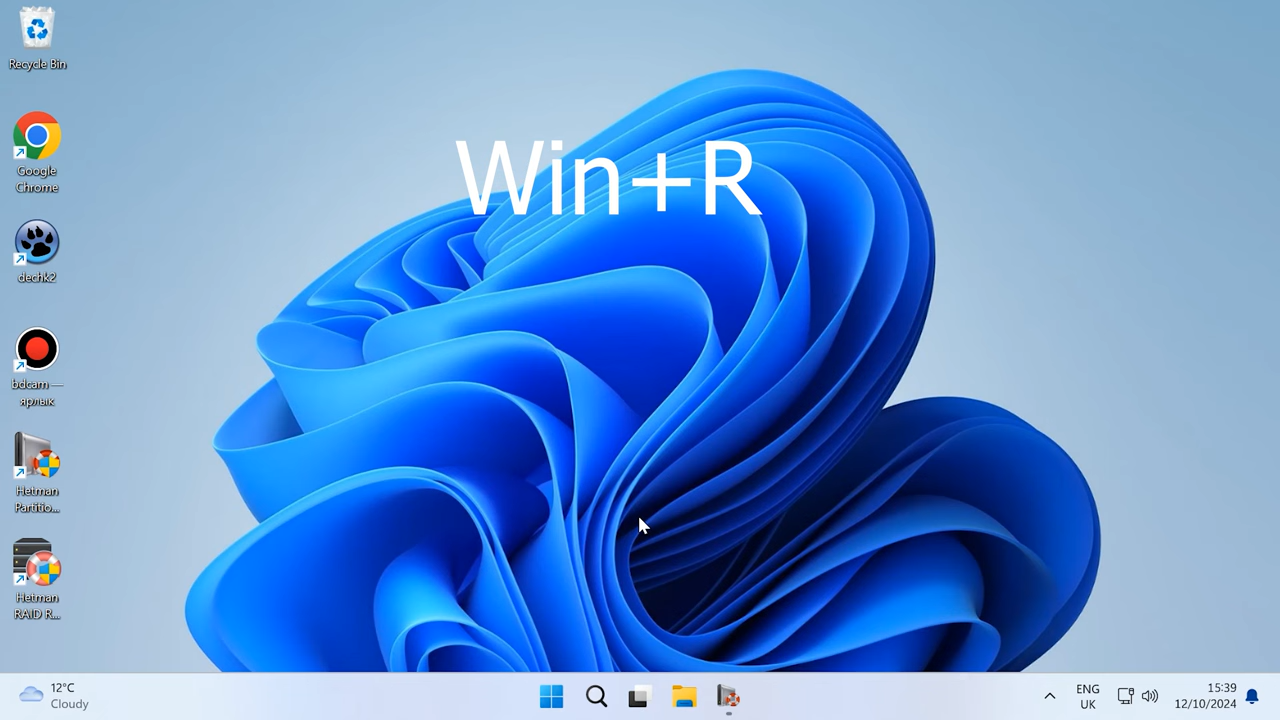 Recycle Bin
Google
Chrome
dechk2
bdcam —
ярлык
Hetman
Partitio...
Hetman
RAID R...
Win+R
12°C
Cloudy
ENG
UK
15:39
12/10/2024